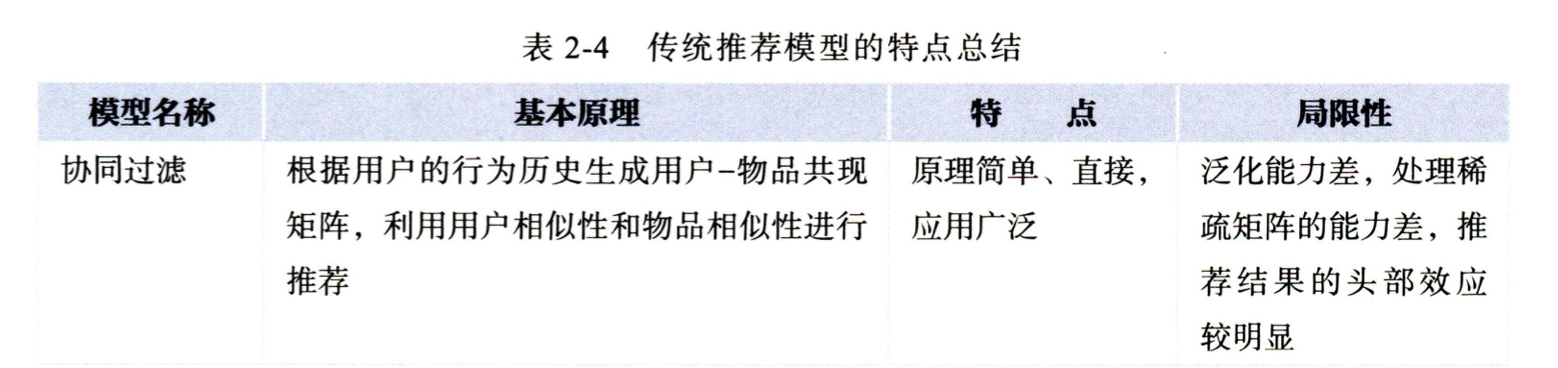 表 2-4 传统推荐模型的特点总结
模型名称 基本原理 特 点 局限性
协同过滤 根据用户的行为历史生成用户-物品共现 原理简单、直接， 泛化能力差，处理稀
矩阵，利用用户相似性和物品相似性进行 应用广泛 疏矩阵的能力差，推
推荐 荐结果的头部效应
较明显